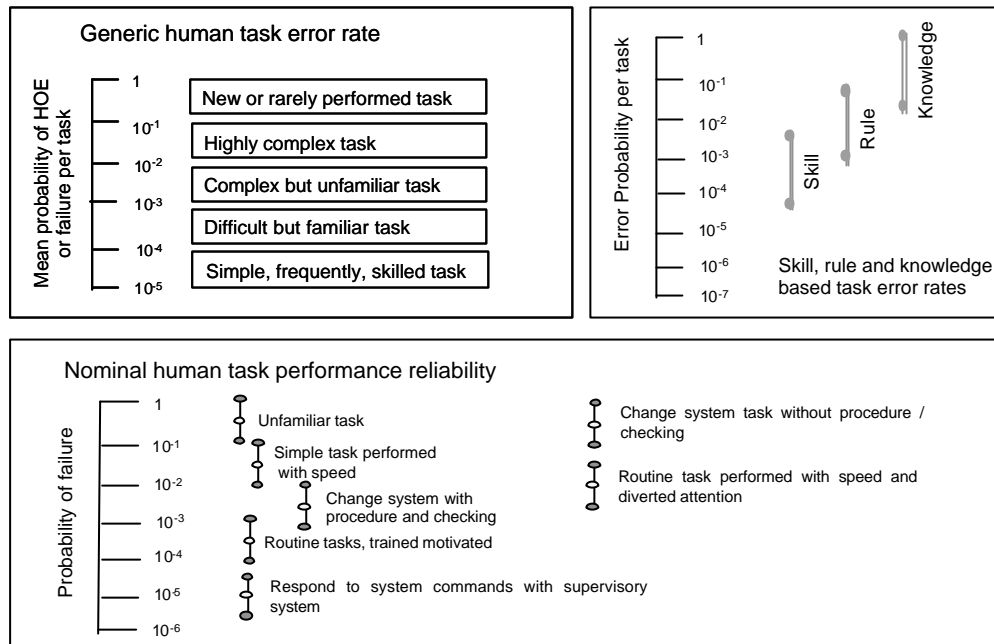 Generic human task error rate
Mean probability of HOE
or failure per task
1
10-1
10-2
10-3
10-4
10-5
New or rarely performed task
Highly complex task
Complex but unfamiliar task
Difficult but familiar task
Simple, frequently, skilled task
Error Probability per task
1
10-1
10-2
10-3
10-4
10-5
10-6
10-7
Skill
Rule
Knowledge
Skill, rule and knowledge
based task error rates
Nominal human task performance reliability
Probability of failure
1
10-1
10-2
10-3
10-4
10-5
10-6
Unfamiliar task
Simple task performed
with speed
Change system with
procedure and checking
Routine tasks, trained motivated
Respond to system commands with supervisory
system
Change system task without procedure /
checking
Routine task performed with speed and
diverted attention